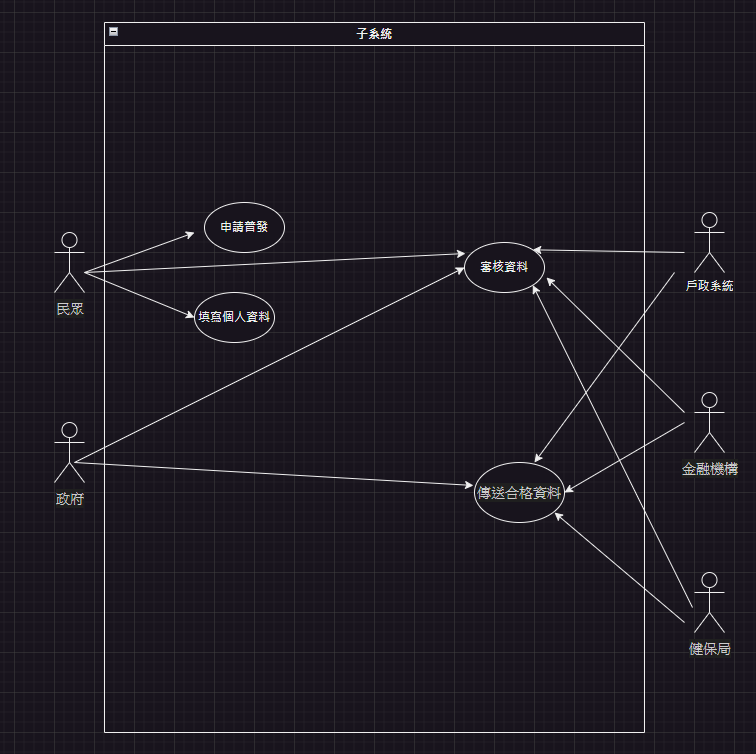 子系統
申請普發
審核資料
填寫個人資料
民眾
戶政系統
政府
金融機構
傳送合格資料
健保局